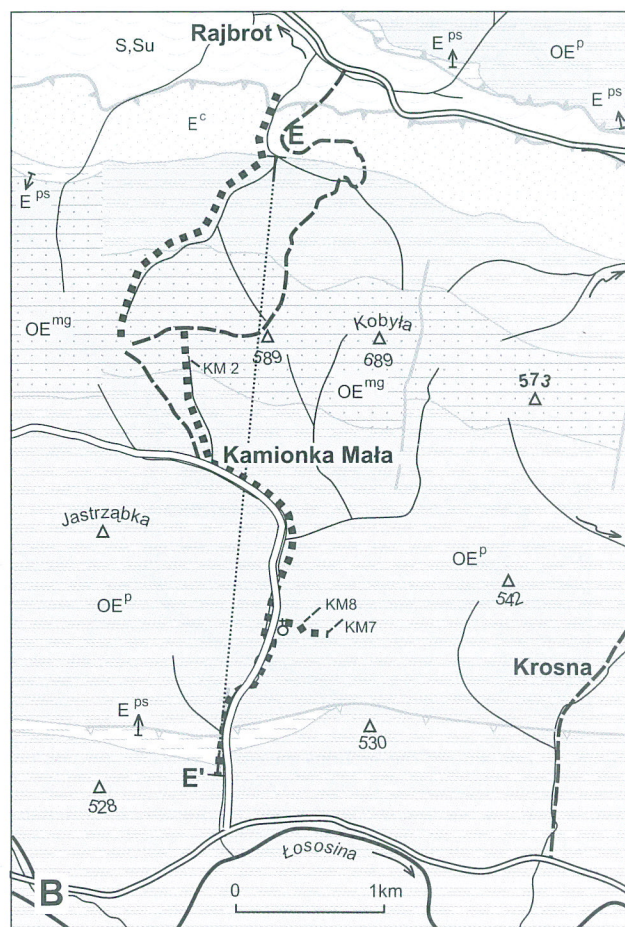 S,Su
Rajbrot
E ps
OE p
E ps
E c
E
E ps
OE mg
589
Kobyła
689
573
KM 2
OE mg
Kamionka Mała
Jastrząbka
OE p
OE p
542
KM8
KM7
Krosna
E ps
530
E'
528
Łososina
B
0
1km